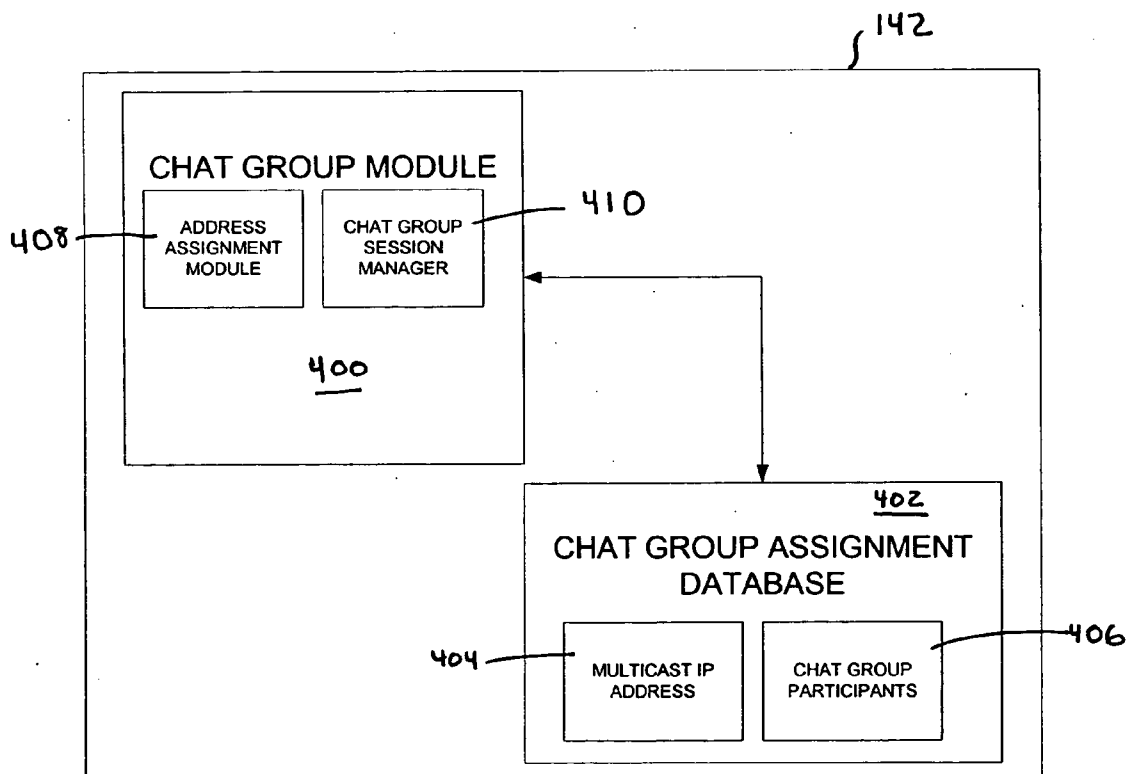 142
CHAT GROUP MODULE
408
ADDRESS
ASSIGNMENT
MODULE
CHAT GROUP
SESSION
MANAGER
410
400
402
CHAT GROUP ASSIGNMENT
DATABASE
404
MULTICAST IP
ADDRESS
CHAT GROUP
PARTICIPANTS
406